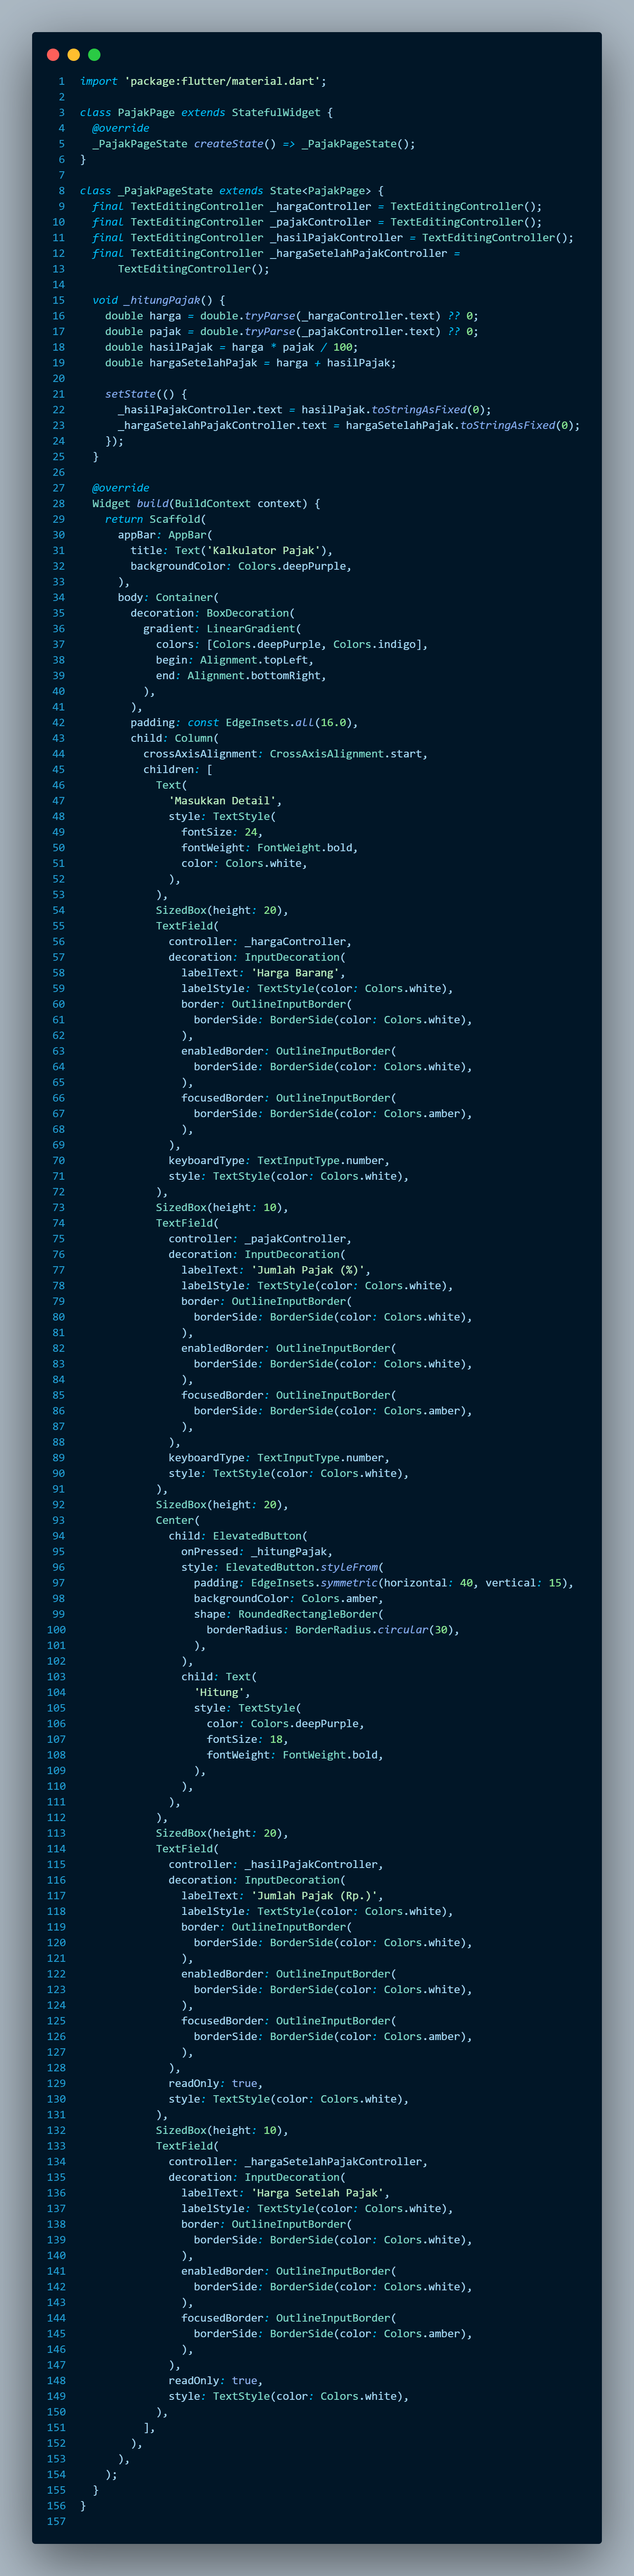 1 import 'package:flutter/material.dart';
2
3 class PajakPage extends StatefulWidget {
4   @override
5   _PajakPageState createState() => _PajakPageState();
6 }
7
8 class _PajakPageState extends State<PajakPage> {
9   final TextEditingController _hargaController = TextEditingController();
10   final TextEditingController _pajakController = TextEditingController();
11   final TextEditingController _hasilPajakController = TextEditingController();
12   final TextEditingController _hargaSetelahPajakController =
13       TextEditingController();
14
15   void _hitungPajak() {
16     double harga = double.tryParse(_hargaController.text) ?? 0;
17     double pajak = double.tryParse(_pajakController.text) ?? 0;
18     double hasilPajak = harga * pajak / 100;
19     double hargaSetelahPajak = harga + hasilPajak;
20
21     setState(() {
22       _hasilPajakController.text = hasilPajak.toStringAsFixed(0);
23       _hargaSetelahPajakController.text = hargaSetelahPajak.toStringAsFixed(0);
24     });
25   }
26
27   @override
28   Widget build(BuildContext context) {
29     return Scaffold(
30       appBar: AppBar(
31         title: Text('Kalkulator Pajak'),
32         backgroundColor: Colors.deepPurple,
33       ),
34       body: Container(
35         decoration: BoxDecoration(
36           gradient: LinearGradient(
37             colors: [Colors.deepPurple, Colors.indigo],
38             begin: Alignment.topLeft,
39             end: Alignment.bottomRight,
40           ),
41         ),
42         padding: const EdgeInsets.all(16.0),
43         child: Column(
44           crossAxisAlignment: CrossAxisAlignment.start,
45           children: [
46             Text(
47               'Masukkan Detail',
48               style: TextStyle(
49                 fontSize: 24,
50                 fontWeight: FontWeight.bold,
51                 color: Colors.white,
52               ),
53             ),
54             SizedBox(height: 20),
55             TextField(
56               controller: _hargaController,
57               decoration: InputDecoration(
58                 labelText: 'Harga Barang',
59                 labelStyle: TextStyle(color: Colors.white),
60                 border: OutlineInputBorder(
61                   borderSide: BorderSide(color: Colors.white),
62                 ),
63                 enabledBorder: OutlineInputBorder(
64                   borderSide: BorderSide(color: Colors.white),
65                 ),
66                 focusedBorder: OutlineInputBorder(
67                   borderSide: BorderSide(color: Colors.amber),
68                 ),
69               ),
70               keyboardType: TextInputType.number,
71               style: TextStyle(color: Colors.white),
72             ),
73             SizedBox(height: 10),
74             TextField(
75               controller: _pajakController,
76               decoration: InputDecoration(
77                 labelText: 'Jumlah Pajak (%)',
78                 labelStyle: TextStyle(color: Colors.white),
79                 border: OutlineInputBorder(
80                   borderSide: BorderSide(color: Colors.white),
81                 ),
82                 enabledBorder: OutlineInputBorder(
83                   borderSide: BorderSide(color: Colors.white),
84                 ),
85                 focusedBorder: OutlineInputBorder(
86                   borderSide: BorderSide(color: Colors.amber),
87                 ),
88               ),
89               keyboardType: TextInputType.number,
90               style: TextStyle(color: Colors.white),
91             ),
92             SizedBox(height: 20),
93             Center(
94               child: ElevatedButton(
95                 onPressed: _hitungPajak,
96                 style: ElevatedButton.styleFrom(
97                   padding: EdgeInsets.symmetric(horizontal: 40, vertical: 15),
98                   backgroundColor: Colors.amber,
99                   shape: RoundedRectangleBorder(
100                     borderRadius: BorderRadius.circular(30),
101                   ),
102                 ),
103                 child: Text(
104                   'Hitung',
105                   style: TextStyle(
106                     color: Colors.deepPurple,
107                     fontSize: 18,
108                     fontWeight: FontWeight.bold,
109                   ),
110                 ),
111               ),
112             ),
113             SizedBox(height: 20),
114             TextField(
115               controller: _hasilPajakController,
116               decoration: InputDecoration(
117                 labelText: 'Jumlah Pajak (Rp.)',
118                 labelStyle: TextStyle(color: Colors.white),
119                 border: OutlineInputBorder(
120                   borderSide: BorderSide(color: Colors.white),
121                 ),
122                 enabledBorder: OutlineInputBorder(
123                   borderSide: BorderSide(color: Colors.white),
124                 ),
125                 focusedBorder: OutlineInputBorder(
126                   borderSide: BorderSide(color: Colors.amber),
127                 ),
128               ),
129               readOnly: true,
130               style: TextStyle(color: Colors.white),
131             ),
132             SizedBox(height: 10),
133             TextField(
134               controller: _hargaSetelahPajakController,
135               decoration: InputDecoration(
136                 labelText: 'Harga Setelah Pajak',
137                 labelStyle: TextStyle(color: Colors.white),
138                 border: OutlineInputBorder(
139                   borderSide: BorderSide(color: Colors.white),
140                 ),
141                 enabledBorder: OutlineInputBorder(
142                   borderSide: BorderSide(color: Colors.white),
143                 ),
144                 focusedBorder: OutlineInputBorder(
145                   borderSide: BorderSide(color: Colors.amber),
146                 ),
147               ),
148               readOnly: true,
149               style: TextStyle(color: Colors.white),
150             ),
151           ],
152         ),
153       ),
154     );
155   }
156 }
157